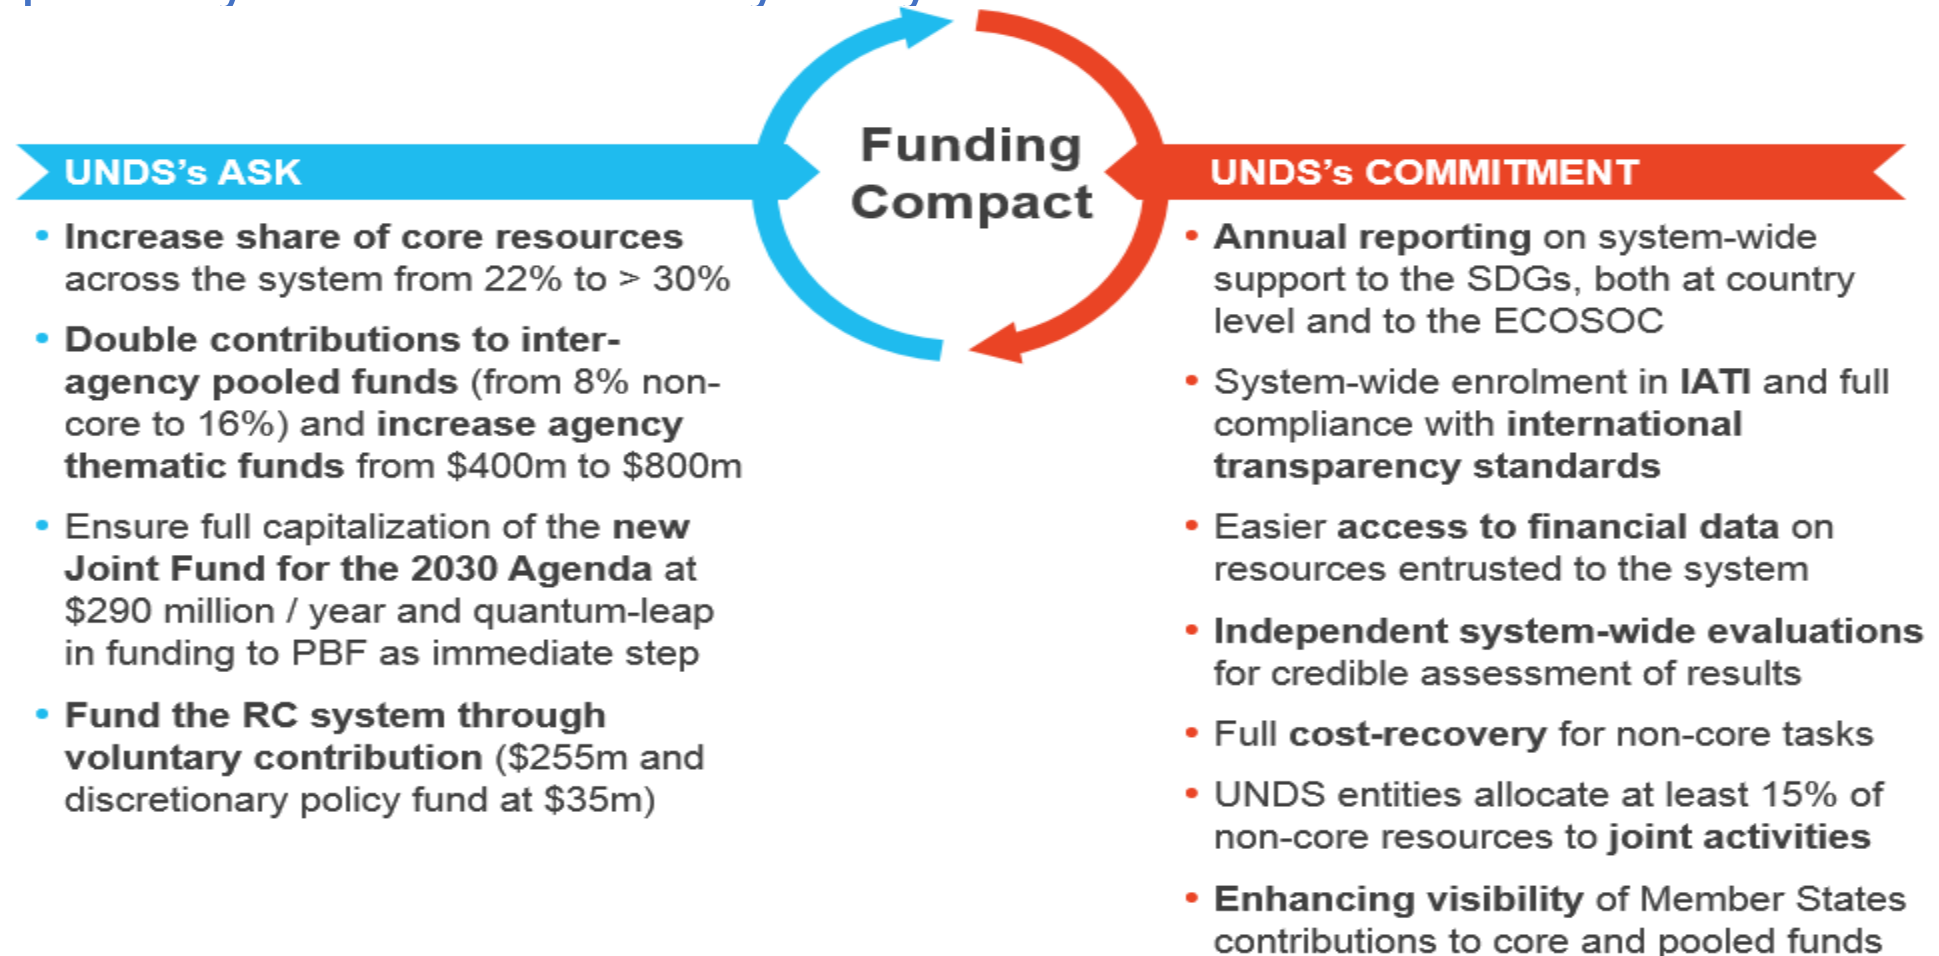 Funding
Compact
UNDS’s ASK
• Increase share of core resources
across the system from 22% to > 30%
• Double contributions to inter-
agency pooled funds (from 8% non-
core to 16%) and increase agency
thematic funds from $400m to $800m
• Ensure full capitalization of the new
Joint Fund for the 2030 Agenda at
$290 million / year and quantum-leap
in funding to PBF as immediate step
• Fund the RC system through
voluntary contribution ($255m and
discretionary policy fund at $35m)
UNDS’s COMMITMENT
• Annual reporting on system-wide
support to the SDGs, both at country
level and to the ECOSOC
• System-wide enrolment in IATI and full
compliance with international
transparency standards
• Easier access to financial data on
resources entrusted to the system
• Independent system-wide evaluations
for credible assessment of results
• Full cost-recovery for non-core tasks
• UNDS entities allocate at least 15% of
non-core resources to joint activities
• Enhancing visibility of Member States
contributions to core and pooled funds